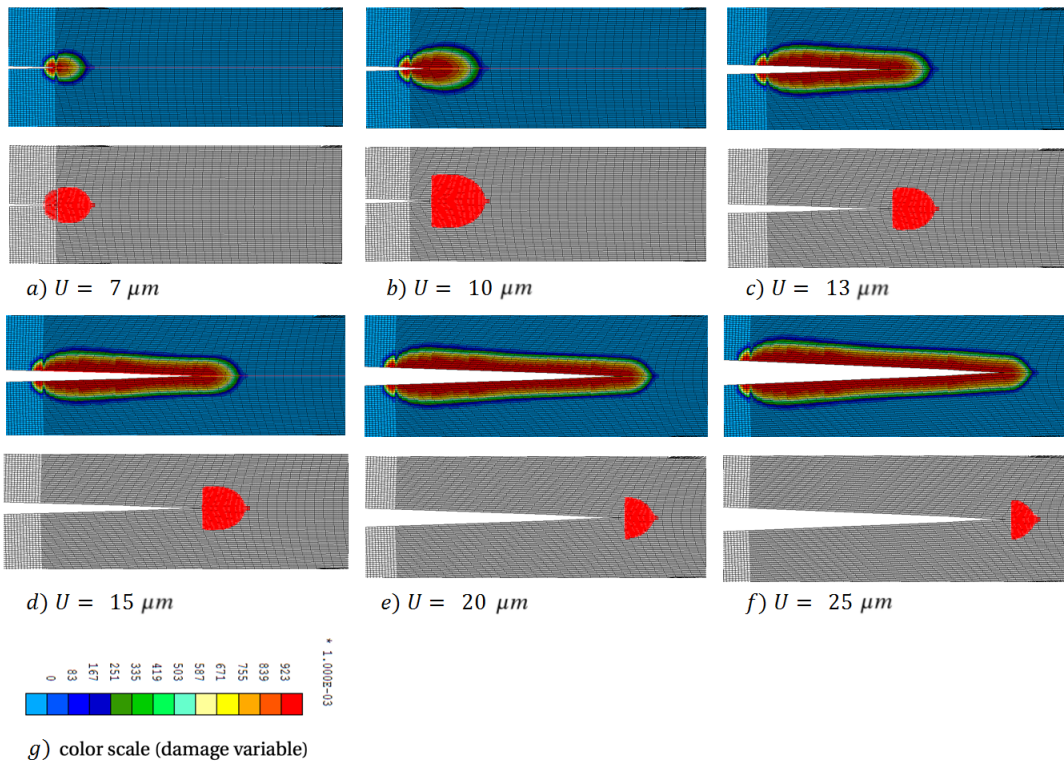 a) U = 7 μm
b) U = 10 μm
c) U = 13 μm
d) U = 15 μm
e) U = 20 μm
f) U = 25 μm
* 1.000E-03
0 83 167 251 335 419 503 587 671 755 839 923
g) color scale (damage variable)